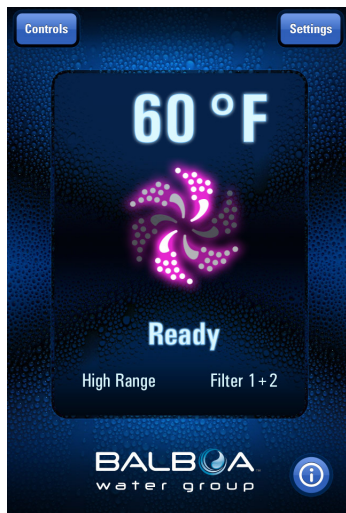 Controls Settings
60 °F
Ready
High Range Filter 1+2
BALBOA
water group